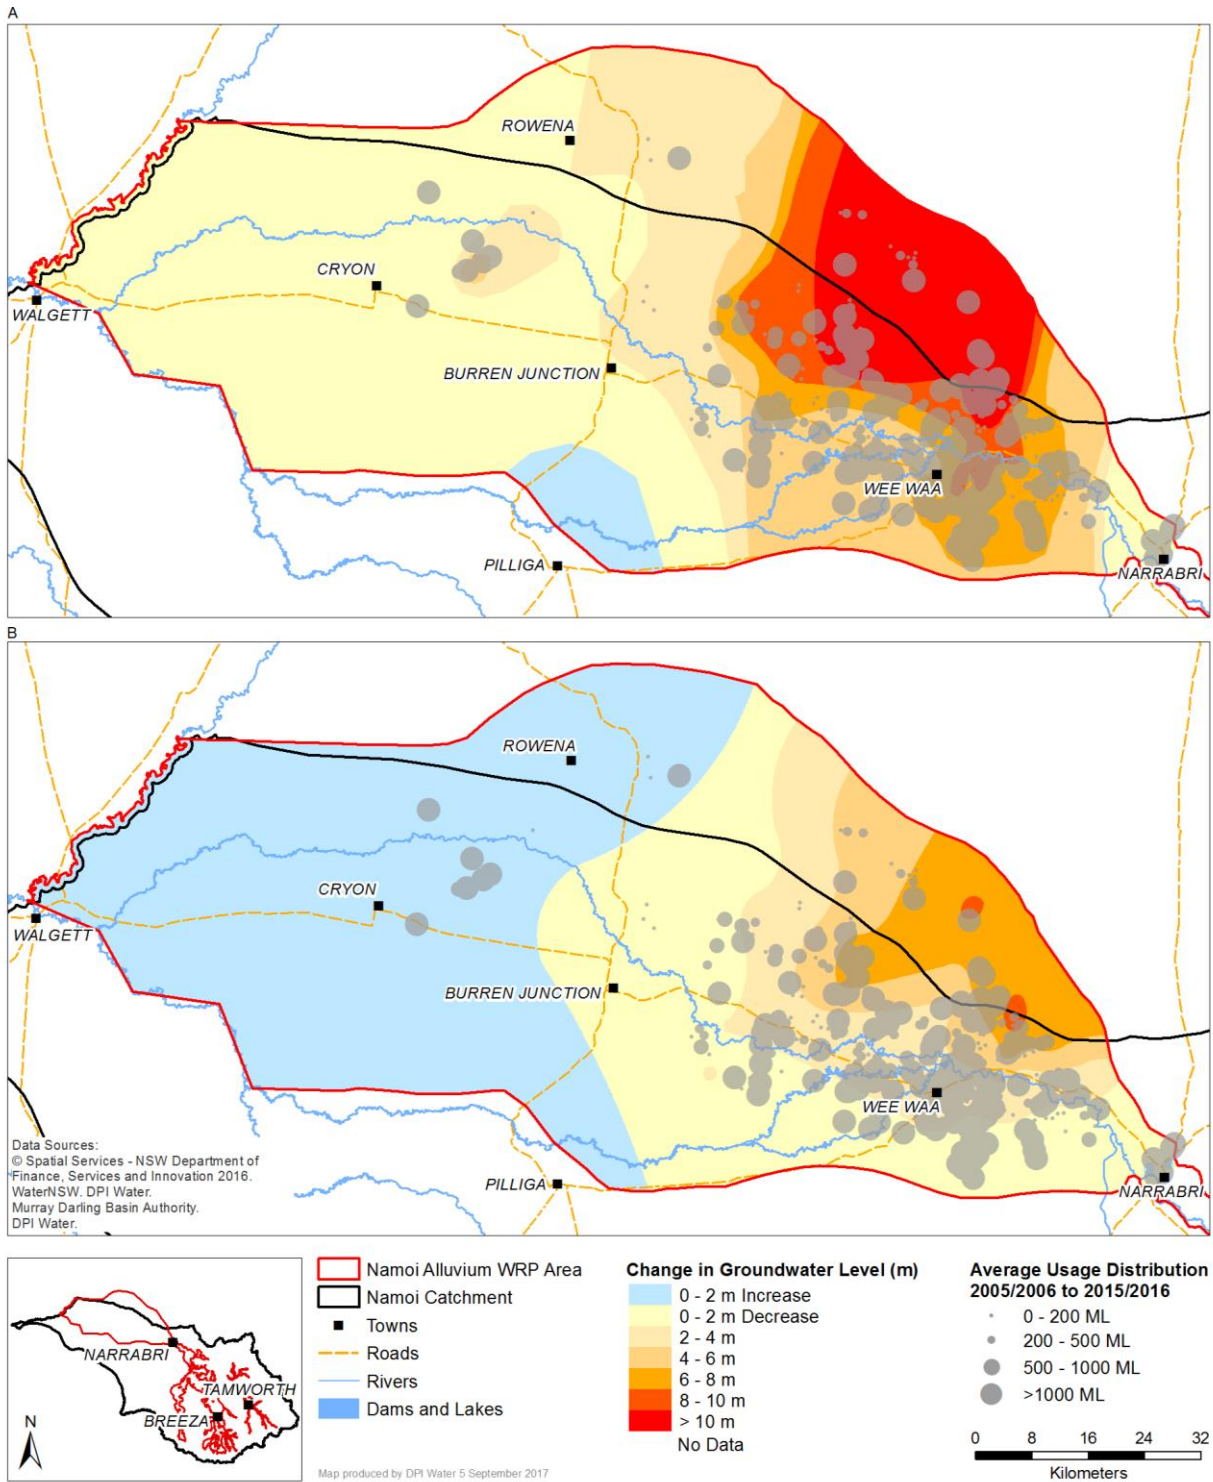 A
ROWENA
CRYON
WALGETT
BURREN JUNCTION
WEE WAA
PILLIGA
NARRABRI
B
ROWENA
CRYON
WALGETT
BURREN JUNCTION
WEE WAA
PILLIGA
NARRABRI
Data Sources:
© Spatial Services - NSW Department of
Finance, Services and Innovation 2016.
WaterNSW. DPI Water.
Murray Darling Basin Authority.
DPI Water.
NARRABRI
TAMWORTH
BREEZA
N
Namoi Alluvium WRP Area
Namoi Catchment
Towns
Roads
Rivers
Dams and Lakes
Map produced by DPI Water 5 September 2017
Change in Groundwater Level (m)
0 - 2 m Increase
0 - 2 m Decrease
2 - 4 m
4 - 6 m
6 - 8 m
8 - 10 m
> 10 m
No Data
Average Usage Distribution
2005/2006 to 2015/2016
0 - 200 ML
200 - 500 ML
500 - 1000 ML
>1000 ML
0 8 16 24 32
Kilometers